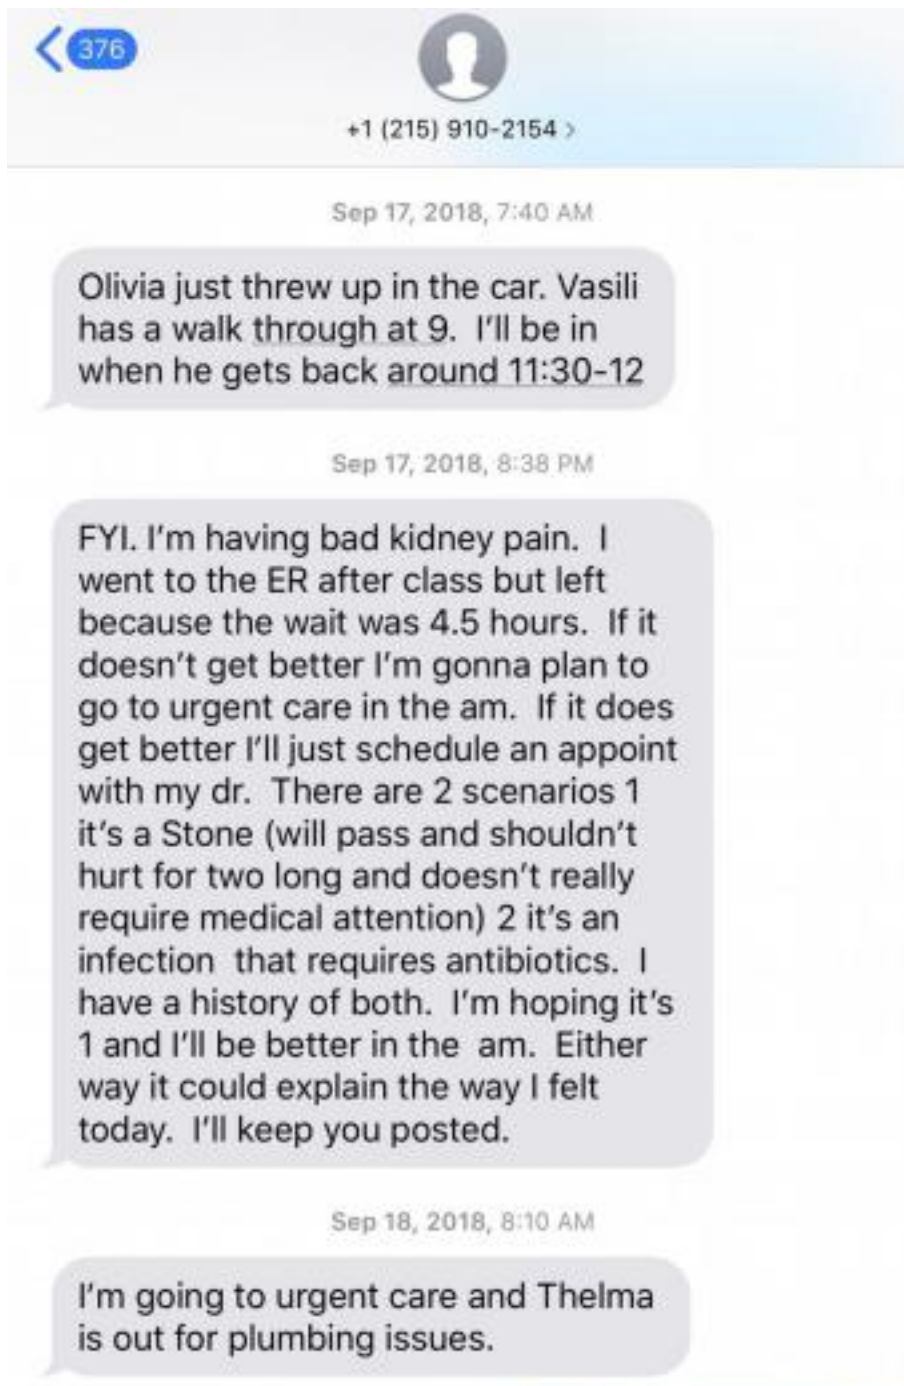 376
+1 (215) 910-2154 >
Sep 17, 2018, 7:40 AM
Olivia just threw up in the car. Vasili
has a walk through at 9.  I'll be in
when he gets back around 11:30-12
Sep 17, 2018, 8:38 PM
FYI. I'm having bad kidney pain.  I
went to the ER after class but left
because the wait was 4.5 hours.  If it
doesn't get better I'm gonna plan to
go to urgent care in the am.  If it does
get better I'll just schedule an appoint
with my dr.  There are 2 scenarios 1
it's a Stone (will pass and shouldn't
hurt for two long and doesn't really
require medical attention) 2 it's an
infection  that requires antibiotics.  I
have a history of both.  I'm hoping it's
1 and I'll be better in the  am.  Either
way it could explain the way I felt
today.  I'll keep you posted.
Sep 18, 2018, 8:10 AM
I'm going to urgent care and Thelma
is out for plumbing issues.